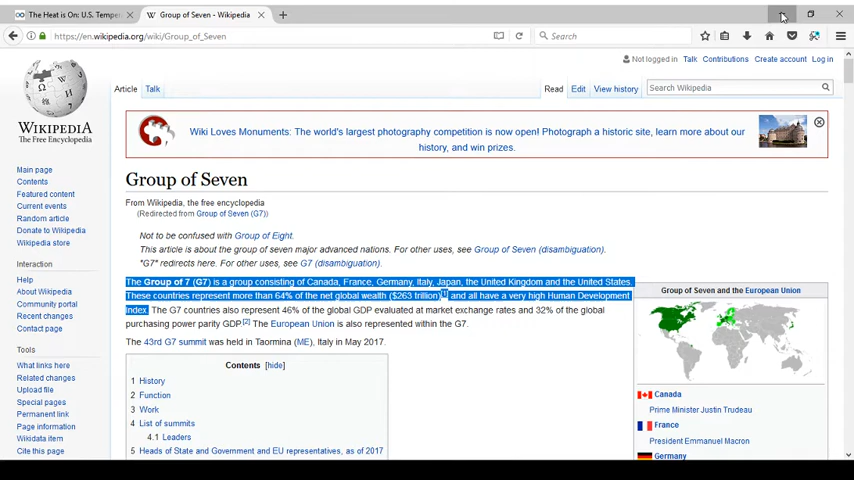 The Heat is On: U.S. Temper
Group of Seven - Wikipedia
https://en.wikipedia.org/wiki/Group_of_Seven
Search
Not logged in Talk Contributions Create account Log in
Article Talk
Read Edit View history
Search Wikipedia
WIKIPEDIA
The Free Encyclopedia
Main page
Contents
Featured content
Current events
Random article
Donate to Wikipedia
Wikipedia store
Interaction
Help
About Wikipedia
Community portal
Recent changes
Contact page
Tools
What links here
Related changes
Upload file
Special pages
Permanent link
Page information
Wikidata item
Cite this page
Wiki Loves Monuments: The world's largest photography competition is now open! Photograph a historic site, learn more about our
history, and win prizes.
Group of Seven
From Wikipedia, the free encyclopedia
(Redirected from Group of Seven (G7))
Not to be confused with Group of Eight.
This article is about the group of seven major advanced nations. For other uses, see Group of Seven (disambiguation).
"G7" redirects here. For other uses, see G7 (disambiguation).
The Group of 7 (G7) is a group consisting of Canada, France, Germany, Italy, Japan, the United Kingdom and the United States.
These countries represent more than 64% of the net global wealth ($263 trillion),[1] and all have a very high Human Development
Index. The G7 countries also represent 46% of the global GDP evaluated at market exchange rates and 32% of the global
purchasing power parity GDP.[2] The European Union is also represented within the G7.
The 43rd G7 summit was held in Taormina (ME), Italy in May 2017.
Contents [hide]
1 History
2 Function
3 Work
4 List of summits
4.1 Leaders
5 Heads of State and Government and EU representatives, as of 2017
Group of Seven and the European Union
Canada
Prime Minister Justin Trudeau
France
President Emmanuel Macron
Germany